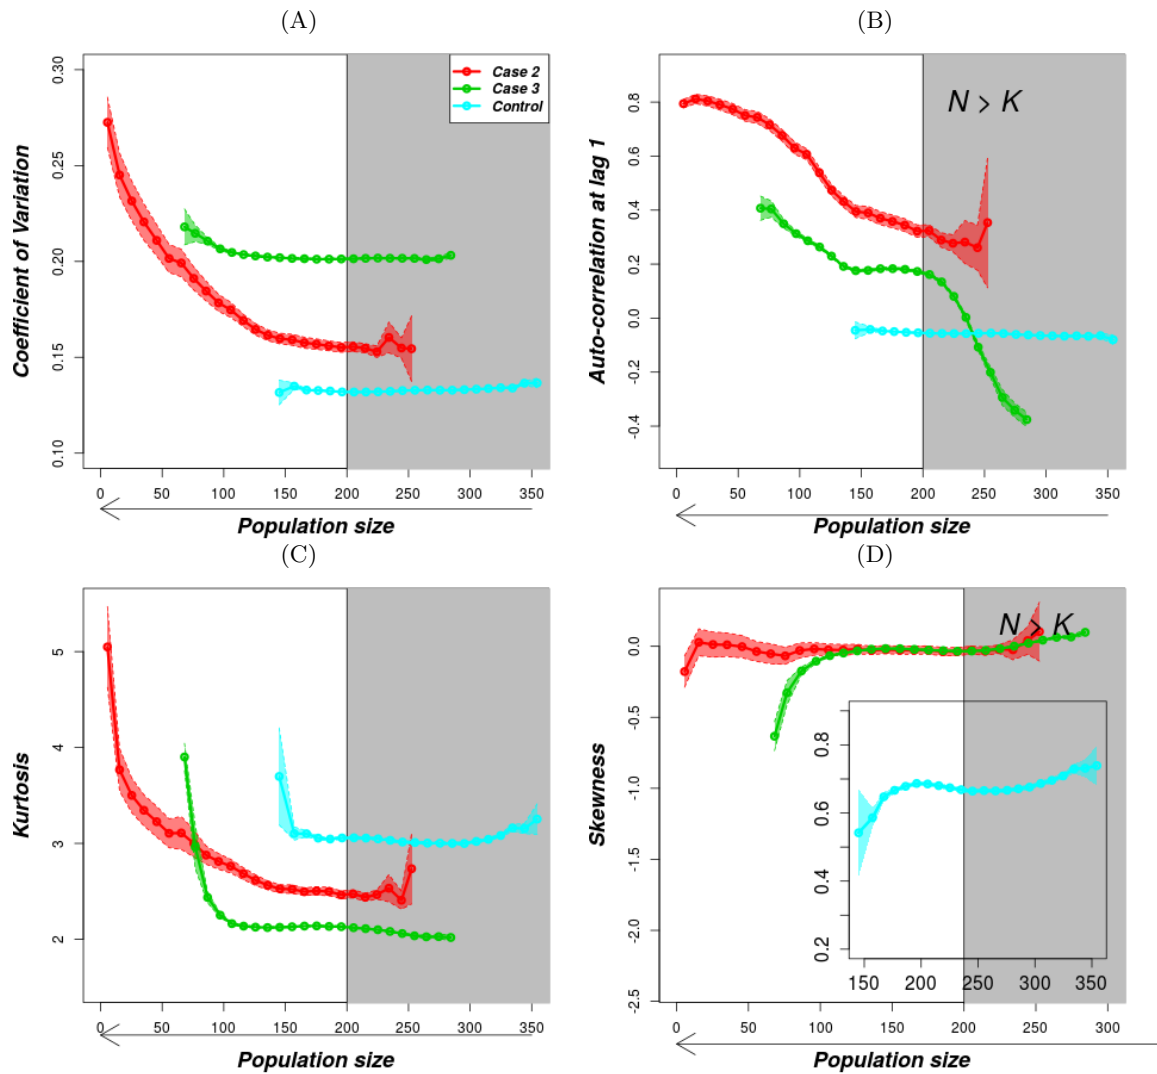 (A)
(B)
0.30
0.25
0.20
0.15
0.10
Coefficient of Variation
Case 2
Case 3
Control
0 50 100 150 200 250 300 350
Population size
0.8
0.6
0.4
0.2
0.0
-0.2
-0.4
Auto-correlation at lag 1
N > K
0 50 100 150 200 250 300 350
Population size
(C)
(D)
5
4
3
2
Kurtosis
0 50 100 150 200 250 300 350
Population size
0.0
-0.5
-1.0
-1.5
-2.0
-2.5
Skewness
N > K
0.8
0.6
0.4
0.2
150 200 250 300 350
0 50 100 150 200 250 300
Population size